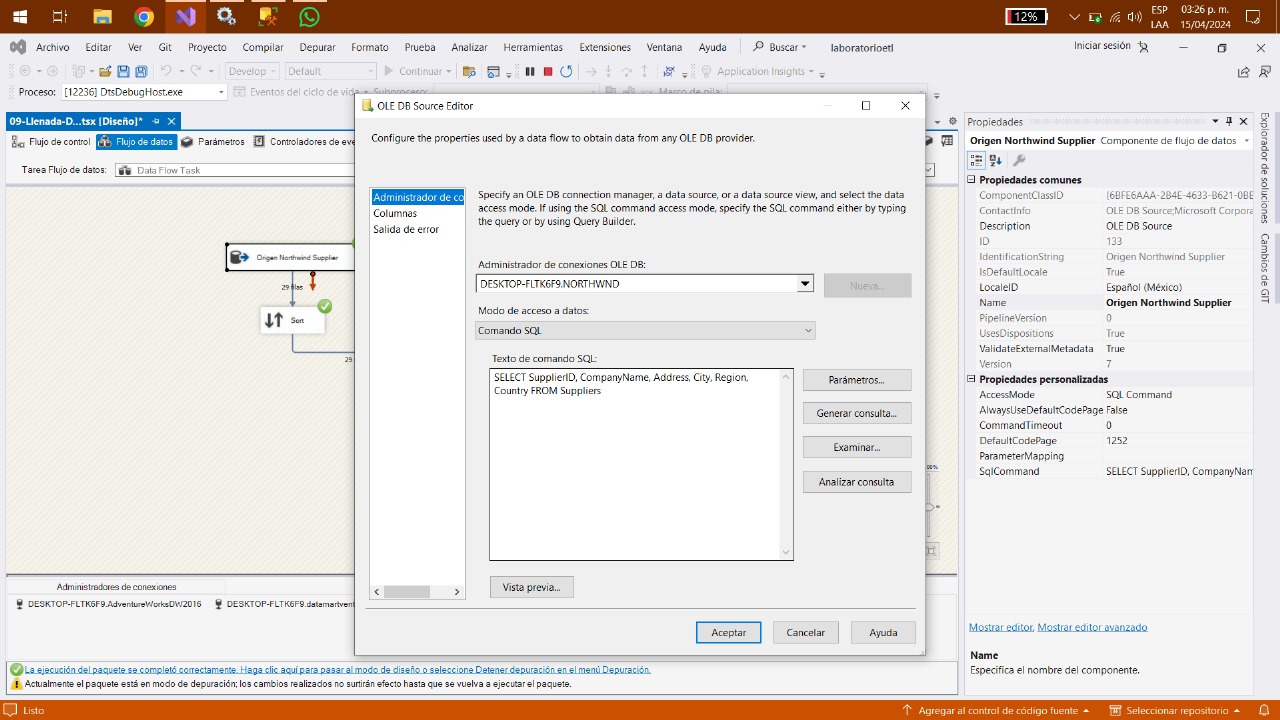 12%
ESP
LAA
03:26 p. m.
15/04/2024
Archivo Editar Ver Git Proyecto Compilar Depurar Formato Prueba Analizar Herramientas Extensiones Ventana Ayuda Buscar laboratorioetl
Iniciar sesión
Develop Default Continuar Application Insights
Proceso: [12236] DtsDebugHost.exe Eventos del ciclo de vida Subproceso: Marco de pila:
09-Llenada-D...tsx [Diseño]*
Flujo de control Flujo de datos Parámetros Controladores de eve
Tarea Flujo de datos: Data Flow Task
Origen Northwind Supplier
29 filas
Sort
29
OLE DB Source Editor
Configure the properties used by a data flow to obtain data from any OLE DB provider.
Administrador de co
Columnas
Salida de error
Specify an OLE DB connection manager, a data source, or a data source view, and select the data
access mode. If using the SQL command access mode, specify the SQL command either by typing
the query or by using Query Builder.
Administrador de conexiones OLE DB:
DESKTOP-FLTK6F9.NORTHWND
Nueva...
Modo de acceso a datos:
Comando SQL
Texto de comando SQL:
SELECT SupplierID, CompanyName, Address, City, Region,
Country FROM Suppliers
Parámetros...
Generar consulta...
Examinar...
Analizar consulta
Vista previa...
Aceptar Cancelar Ayuda
Propiedades
Origen Northwind Supplier Componente de flujo de datos
Propiedades comunes
ComponentClassID {6BFE6AAA-2B4E-4633-B621-0BE
ContactInfo OLE DB Source;Microsoft Corpora
Description OLE DB Source
ID 133
IdentificationString Origen Northwind Supplier
IsDefaultLocale True
LocaleID Español (México)
Name Origen Northwind Supplier
PipelineVersion 0
UsesDispositions True
ValidateExternalMetadata True
Version 7
Propiedades personalizadas
AccessMode SQL Command
AlwaysUseDefaultCodePage False
CommandTimeout 0
DefaultCodePage 1252
ParameterMapping
SqlCommand SELECT SupplierID, CompanyNam
Mostrar editor, Mostrar editor avanzado
Name
Especifica el nombre del componente.
Explorador de soluciones
Cambios de GIT
Administradores de conexiones
DESKTOP-FLTK6F9.AdventureWorksDW2016 DESKTOP-FLTK6F9.datamartvent
La ejecución del paquete se completó correctamente. Haga clic aquí para pasar al modo de diseño o seleccione Detener depuración en el menú Depuración.
Actualmente el paquete está en modo de depuración; los cambios realizados no surtirán efecto hasta que se vuelva a ejecutar el paquete.
Listo
Agregar al control de código fuente
Seleccionar repositorio